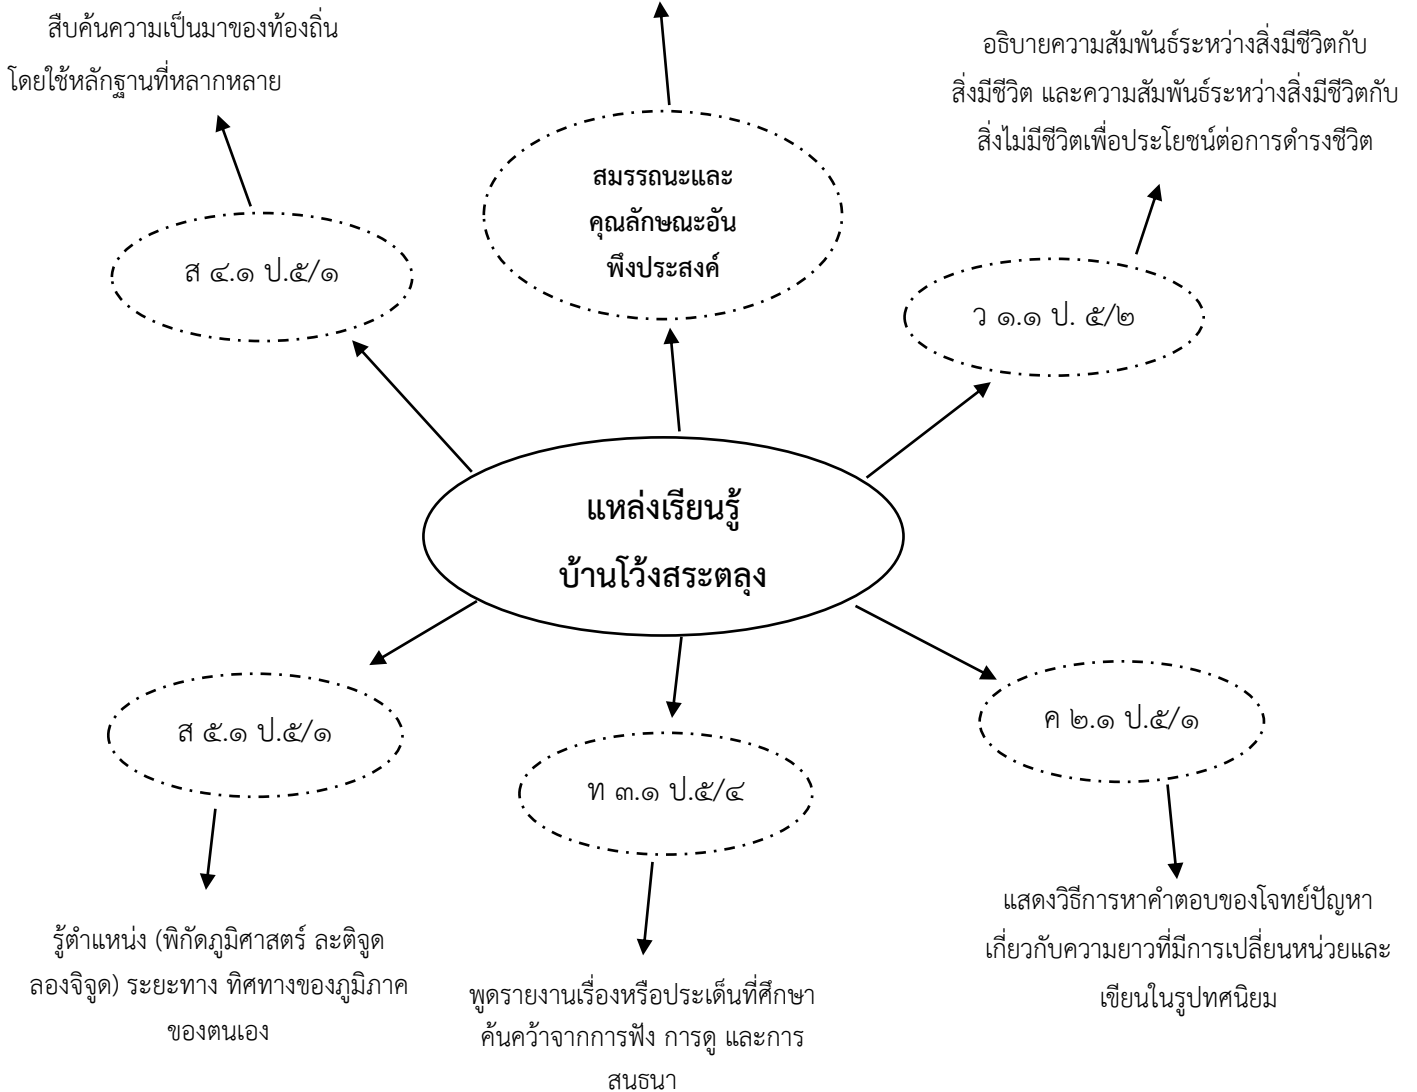 สืบค้นความเป็นมาของท้องถิ่น
โดยใช้หลักฐานที่หลากหลาย
อธิบายความสัมพันธ์ระหว่างสิ่งมีชีวิตกับ
สิ่งมีชีวิต และความสัมพันธ์ระหว่างสิ่งมีชีวิตกับ
สิ่งไม่มีชีวิตเพื่อประโยชน์ต่อการดำรงชีวิต
สมรรถนะและ
คุณลักษณะอัน
พึงประสงค์
ส ๔.๑ ป.๕/๑
ว ๑.๑ ป. ๕/๒
แหล่งเรียนรู้
บ้านโว้งสระตลุง
ส ๕.๑ ป.๕/๑
ท ๓.๑ ป.๕/๔
ค ๒.๑ ป.๕/๑
รู้ตำแหน่ง (พิกัดภูมิศาสตร์ ละติจูด
ลองจิจูด) ระยะทาง ทิศทางของภูมิภาค
ของตนเอง
พูดรายงานเรื่องหรือประเด็นที่ศึกษา
ค้นคว้าจากการฟัง การดู และการ
สนธนา
แสดงวิธีการหาคำตอบของโจทย์ปัญหา
เกี่ยวกับความยาวที่มีการเปลี่ยนหน่วยและ
เขียนในรูปทศนิยม